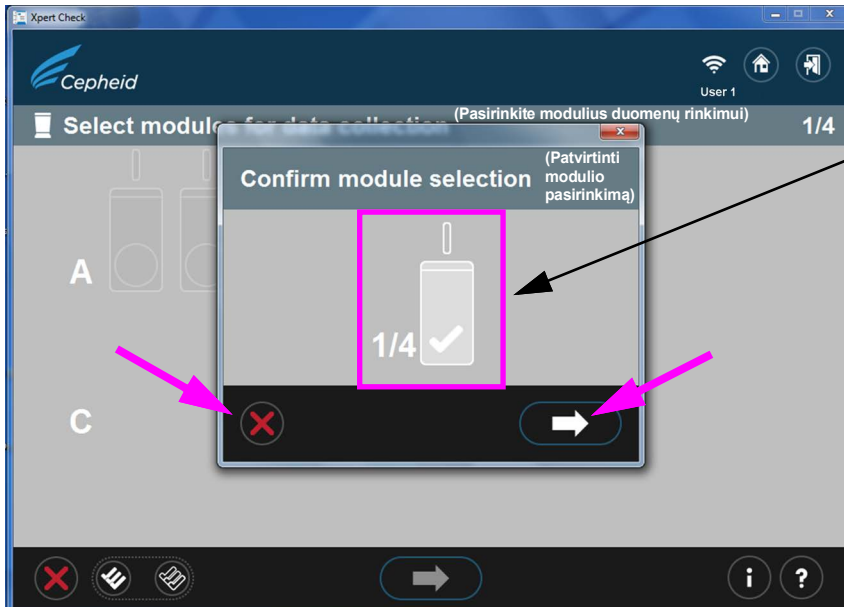 Xpert Check
Cepheid
User 1
Select modules for data collection
(Pasirinkite modulius duomenų rinkimui)
1/4
Confirm module selection
(Patvirtinti
modulio
pasirinkimą)
A
1/4
C
i
?